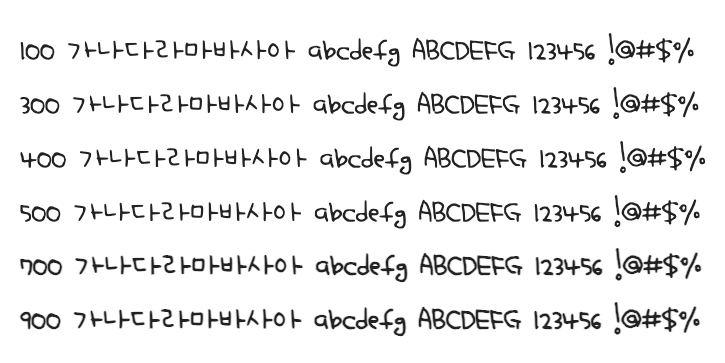 100 가나다라마바사아 abcdefg ABCDEFG 123456 !@#$%
300 가나다라마바사아 abcdefg ABCDEFG 123456 !@#$%
400 가나다라마바사아 abcdefg ABCDEFG 123456 !@#$%
500 가나다라마바사아 abcdefg ABCDEFG 123456 !@#$%
700 가나다라마바사아 abcdefg ABCDEFG 123456 !@#$%
900 가나다라마바사아 abcdefg ABCDEFG 123456 !@#$%